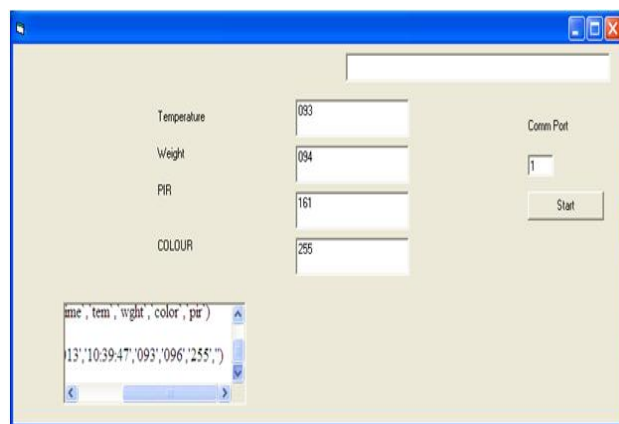 Temperature
093
Comm Port
Weight
094
1
PIR
161
Start
COLOUR
255
ime`,`tem`,`wght`,`color`,`pir`)
)13','10:39:47','093','096','255','')